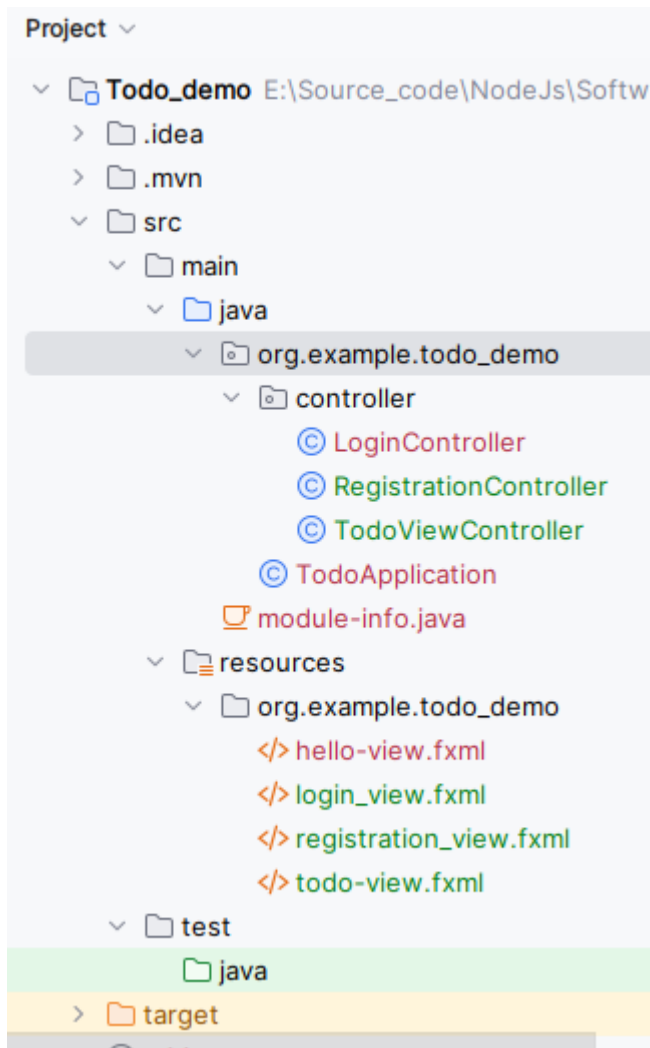 Project
Todo_demo E:\Source_code\NodeJs\Softw
.idea
.mvn
src
main
java
org.example.todo_demo
controller
LoginController
RegistrationController
TodoViewController
TodoApplication
module-info.java
resources
org.example.todo_demo
hello-view.fxml
login_view.fxml
registration_view.fxml
todo-view.fxml
test
java
target